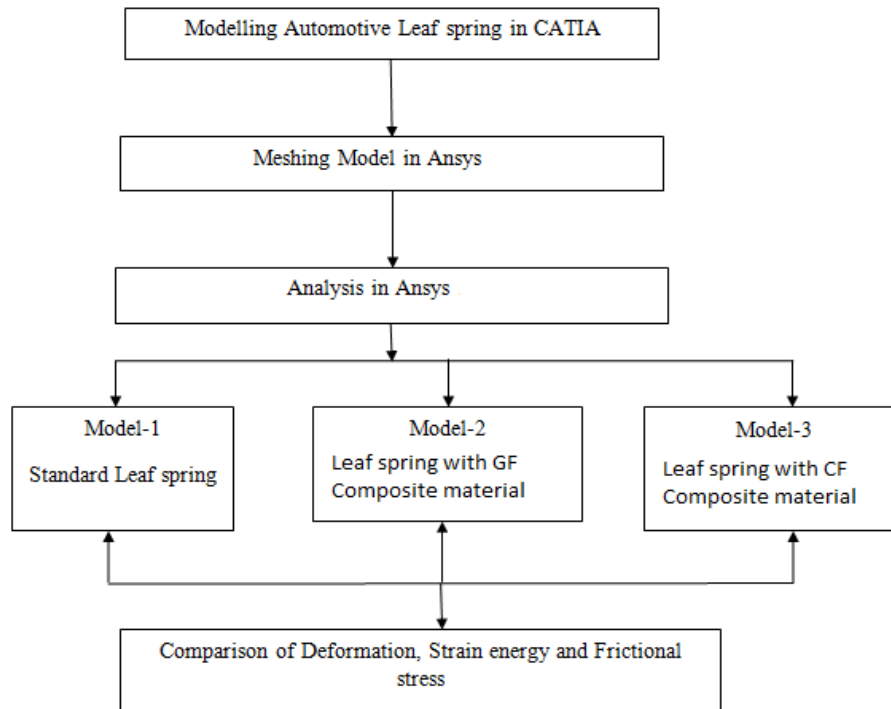 Modelling Automotive Leaf spring in CATIA
Meshing Model in Ansys
Analysis in Ansys
Model-1
Standard Leaf spring
Model-2
Leaf spring with GF
Composite material
Model-3
Leaf spring with CF
Composite material
Comparison of Deformation, Strain energy and Frictional
stress